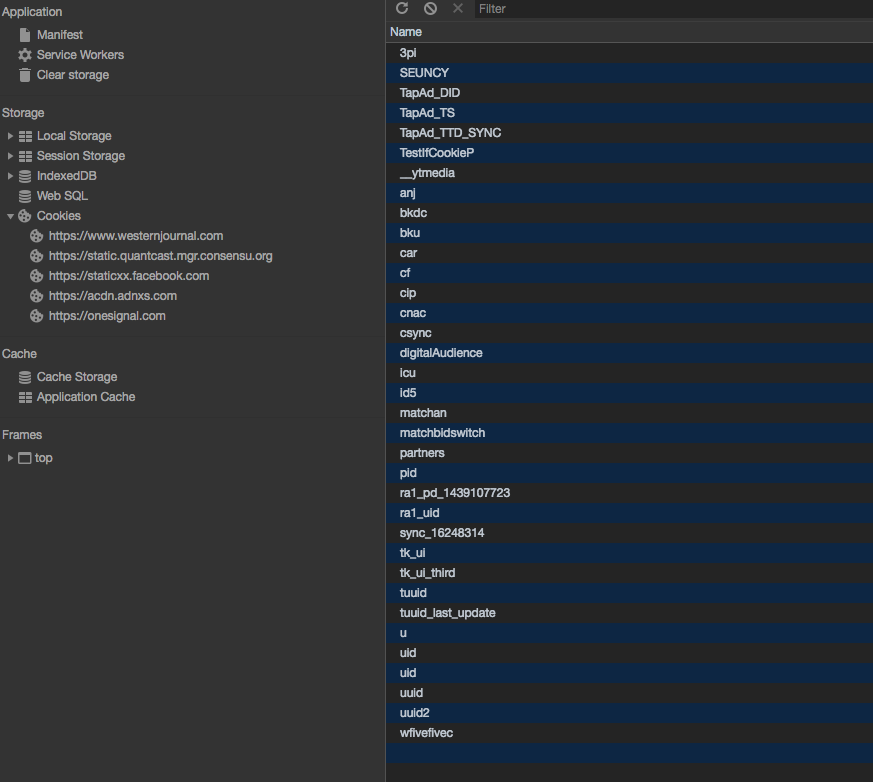 Application
Manifest
Service Workers
Clear storage
Storage
Local Storage
Session Storage
IndexedDB
Web SQL
Cookies
https://www.westernjournal.com
https://static.quantcast.mgr.consensu.org
https://staticxx.facebook.com
https://acdn.adnxs.com
https://onesignal.com
Cache
Cache Storage
Application Cache
Frames
top
Filter
Name
3pi
SEUNCY
TapAd_DID
TapAd_TS
TapAd_TTD_SYNC
TestIfCookieP
__ytmedia
anj
bkdc
bku
car
cf
cip
cnac
csync
digitalAudience
icu
id5
matchan
matchbidswitch
partners
pid
ra1_pd_1439107723
ra1_uid
sync_16248314
tk_ui
tk_ui_third
tuuid
tuuid_last_update
u
uid
uid
uuid
uuid2
wfivefivec